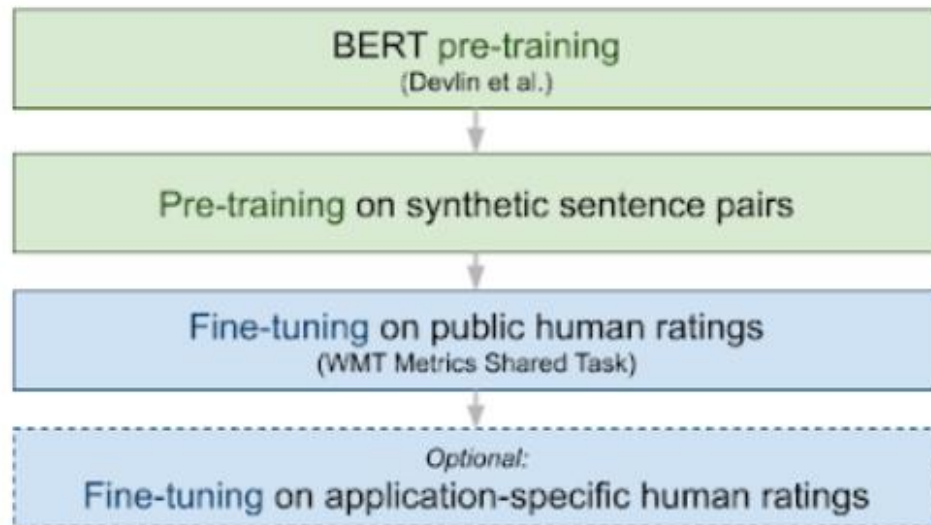 BERT pre-training
(Devlin et al.)
Pre-training on synthetic sentence pairs
Fine-tuning on public human ratings
(WMT Metrics Shared Task)
Optional:
Fine-tuning on application-specific human ratings